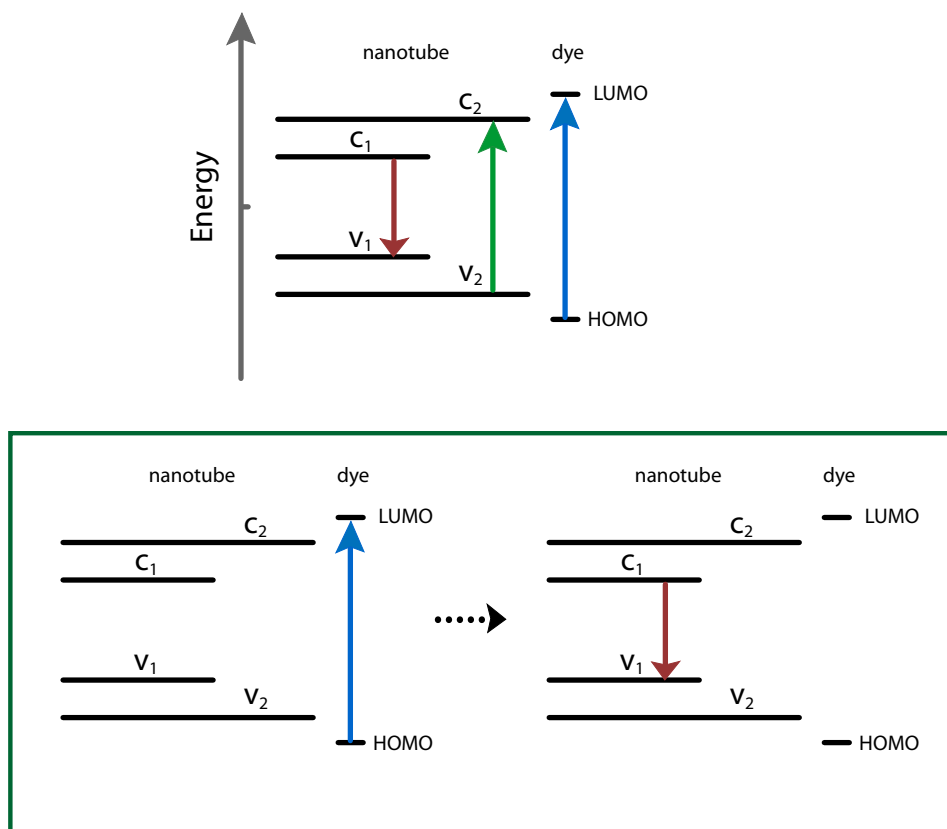 nanotube dye
C2 LUMO
C1
Energy
V1
V2
HOMO
nanotube dye nanotube dye
LUMO LUMO
C2 C2
C1 C1
V1 V1
V2 V2
HOMO HOMO